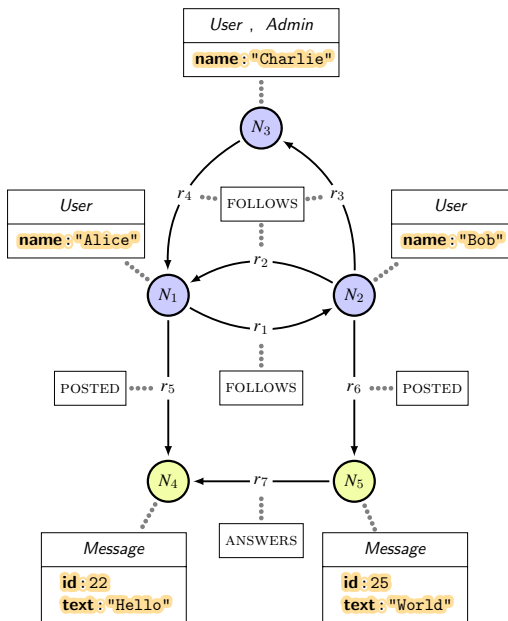 User , Admin
name : "Charlie"
N3
r4
FOLLOWS
r3
User
name : "Alice"
User
name : "Bob"
r2
N1
N2
r1
POSTED
r5
FOLLOWS
r6
POSTED
N4
r7
N5
ANSWERS
Message
id : 22
text : "Hello"
Message
id : 25
text : "World"